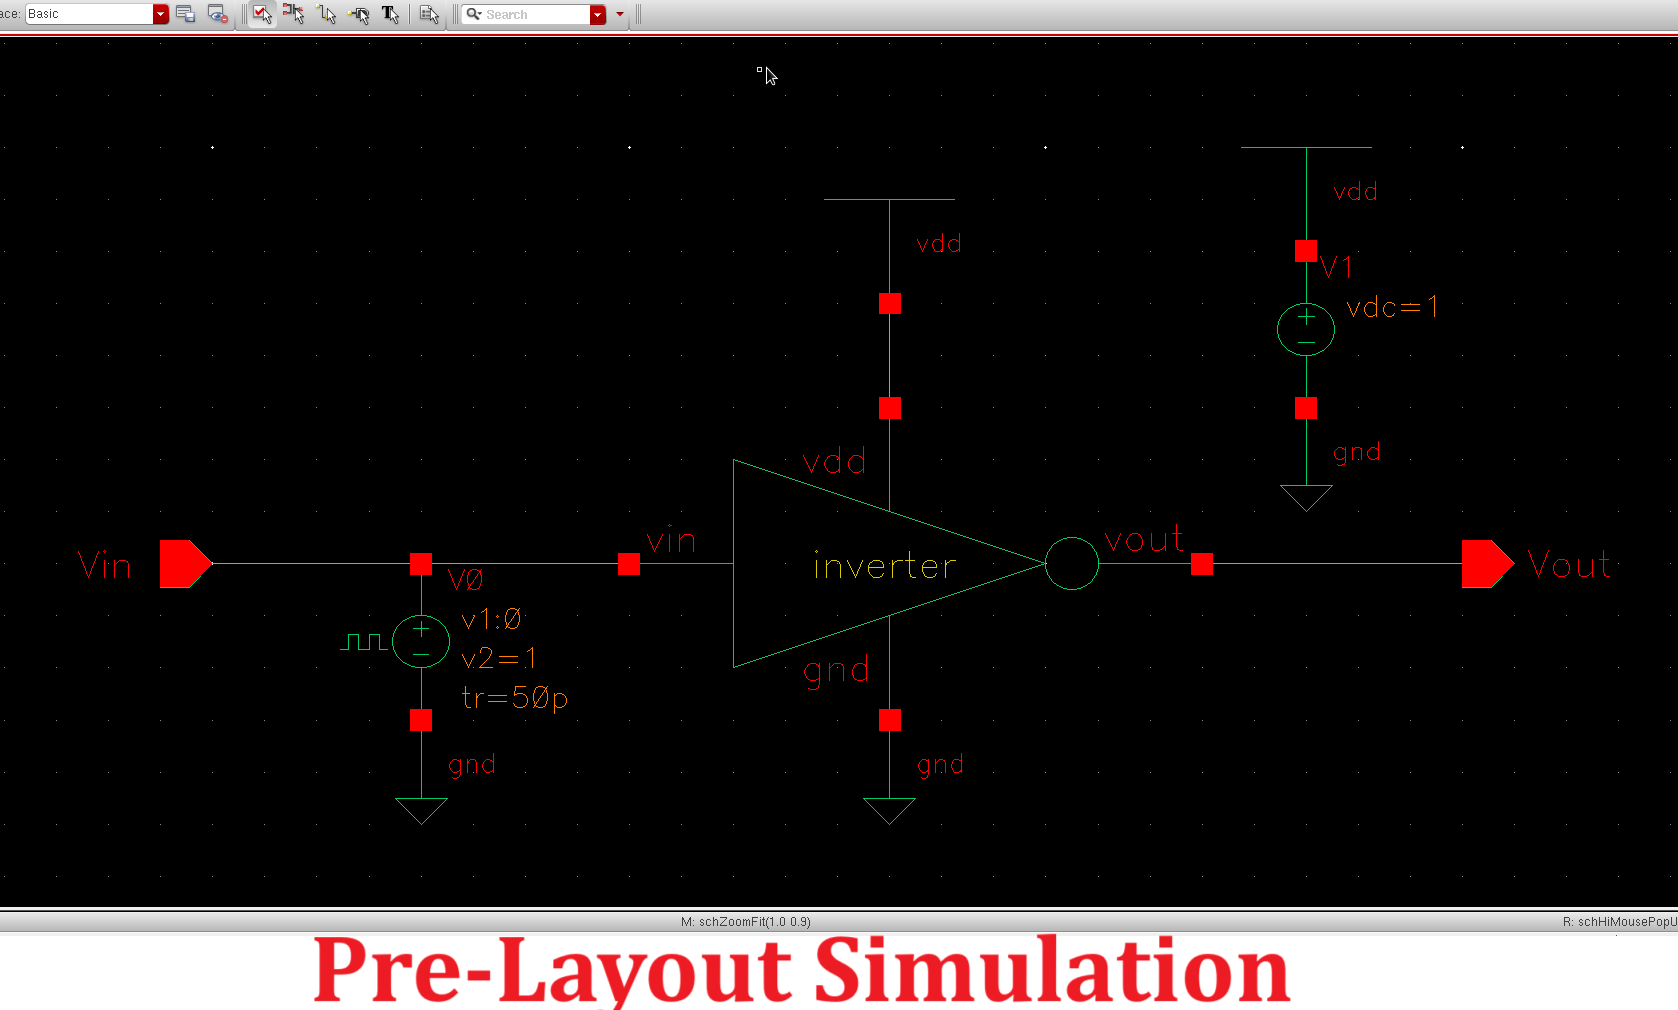 ace: Basic
Search
vdd
vdd
V1
vdc=1
vdd
gnd
Vin
vin
inverter
vout
Vout
V0
v1:0
v2=1
tr=50p
gnd
gnd
gnd
M: schZoomFit(1.0 0.9)
R: schHiMousePopU
Pre-Layout Simulation